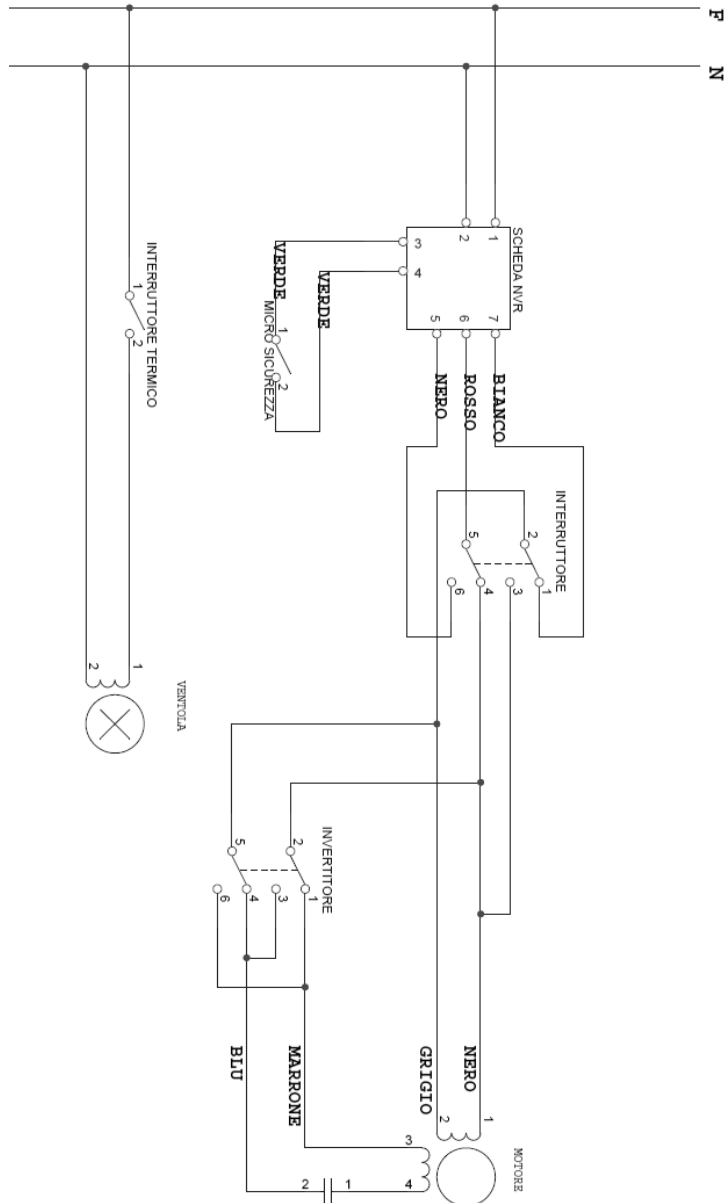 F
N
SCHEDA NVR
1
2
3
4
5
6
7
VERDE
VERDE
1
2
MICRO SICUREZZA
INTERRUTTORE TERMICO
1
2
NERO
ROSSO
BIANCO
INTERRUTTORE
2
1
3
5
4
6
VENTOLA
1
2
INVERTITORE
2
1
3
5
4
6
BLU
MARRONE
GRIGIO
NERO
MOTORE
1
2
3
4
2
1